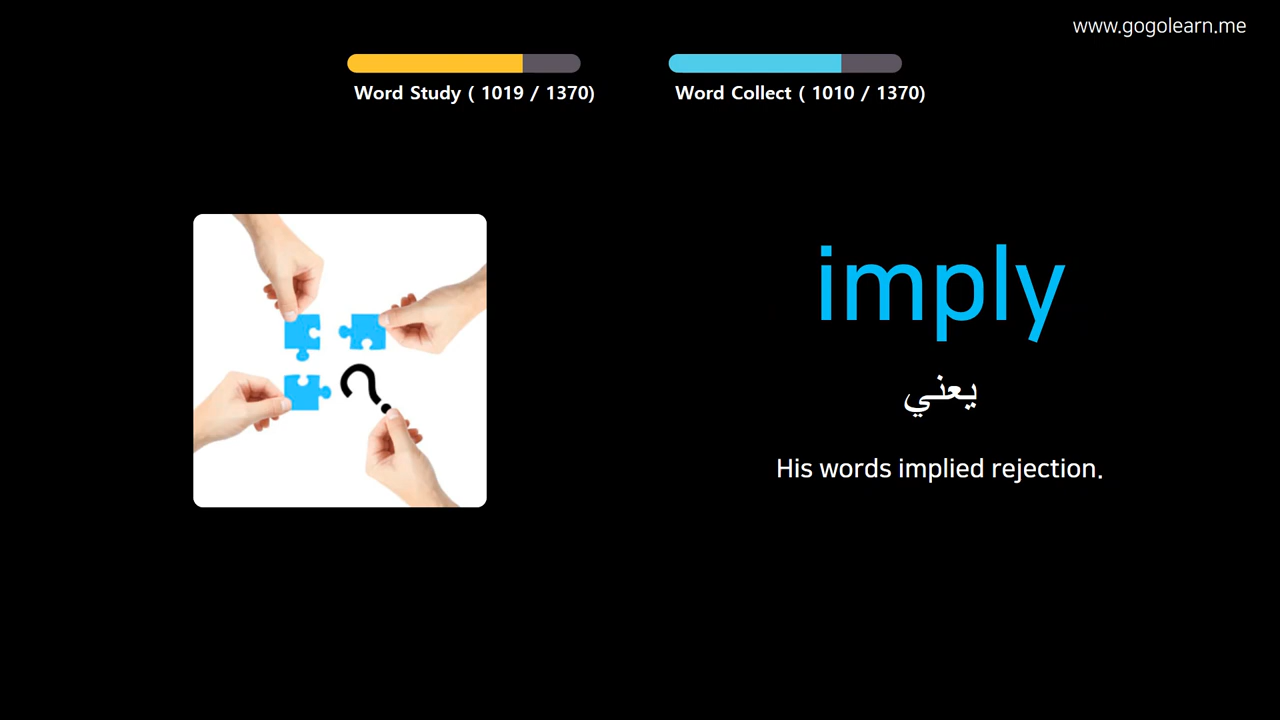 www.gogolearn.me
Word Study ( 1019 / 1370)
Word Collect ( 1010 / 1370)
imply
يعني
His words implied rejection.
?